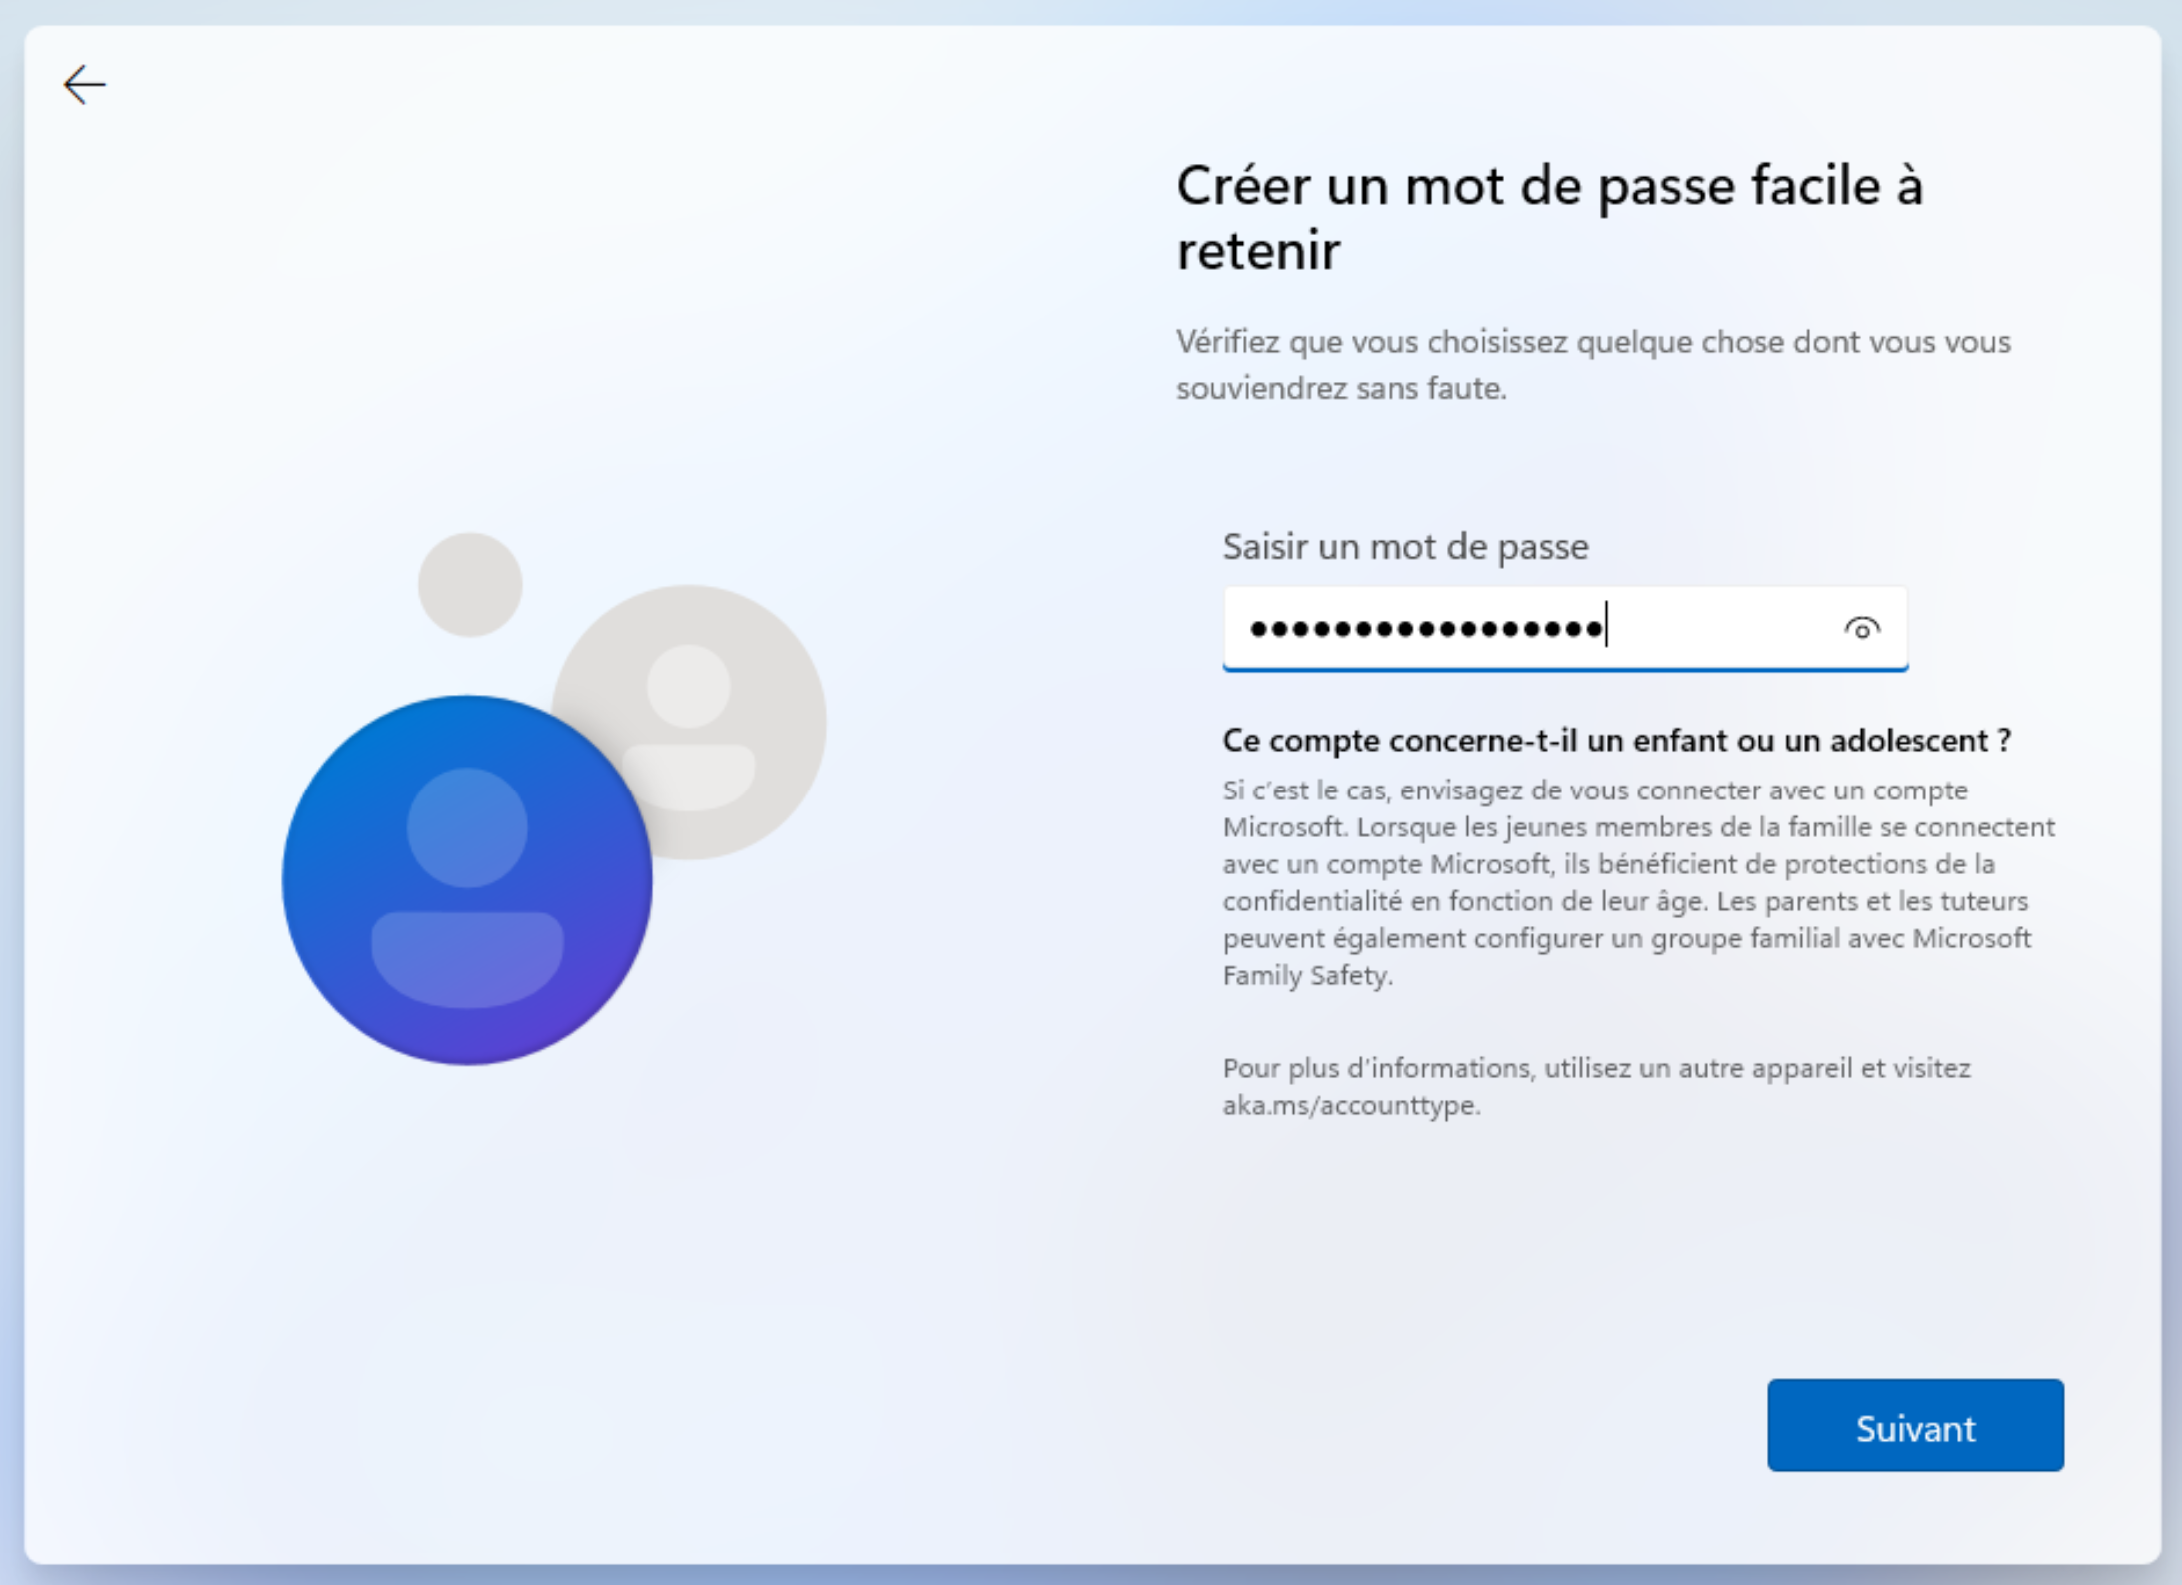 Créer un mot de passe facile à
retenir
Vérifiez que vous choisissez quelque chose dont vous vous
souviendrez sans faute.
Saisir un mot de passe
•••••••••••••••••
Ce compte concerne-t-il un enfant ou un adolescent ?
Si c'est le cas, envisagez de vous connecter avec un compte
Microsoft. Lorsque les jeunes membres de la famille se connectent
avec un compte Microsoft, ils bénéficient de protections de la
confidentialité en fonction de leur âge. Les parents et les tuteurs
peuvent également configurer un groupe familial avec Microsoft
Family Safety.
Pour plus d'informations, utilisez un autre appareil et visitez
aka.ms/accounttype.
Suivant